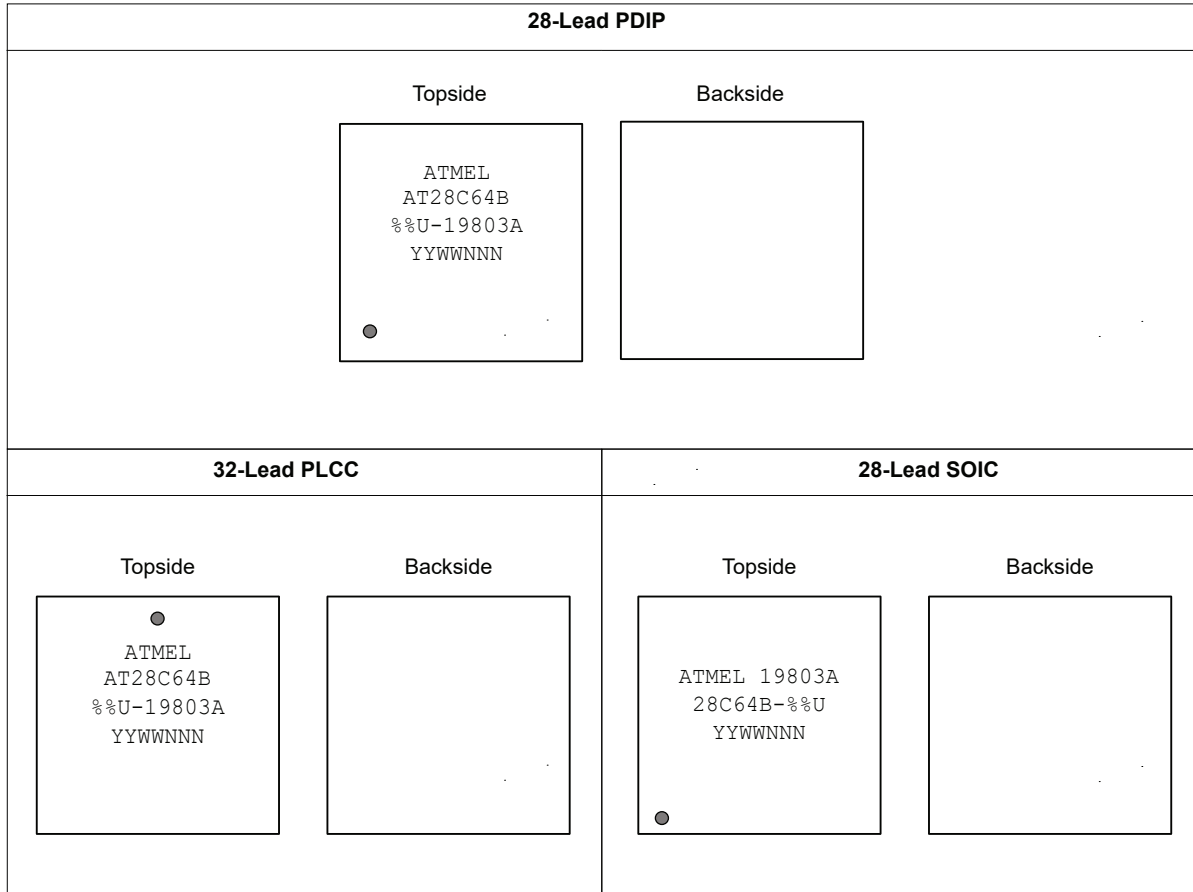 28-Lead PDIP
Topside
Backside
ATMEL
AT28C64B
%%U-19803A
YYWWNNN
32-Lead PLCC
28-Lead SOIC
Topside
Backside
Topside
Backside
ATMEL
AT28C64B
%%U-19803A
YYWWNNN
ATMEL 19803A
28C64B-%%U
YYWWNNN